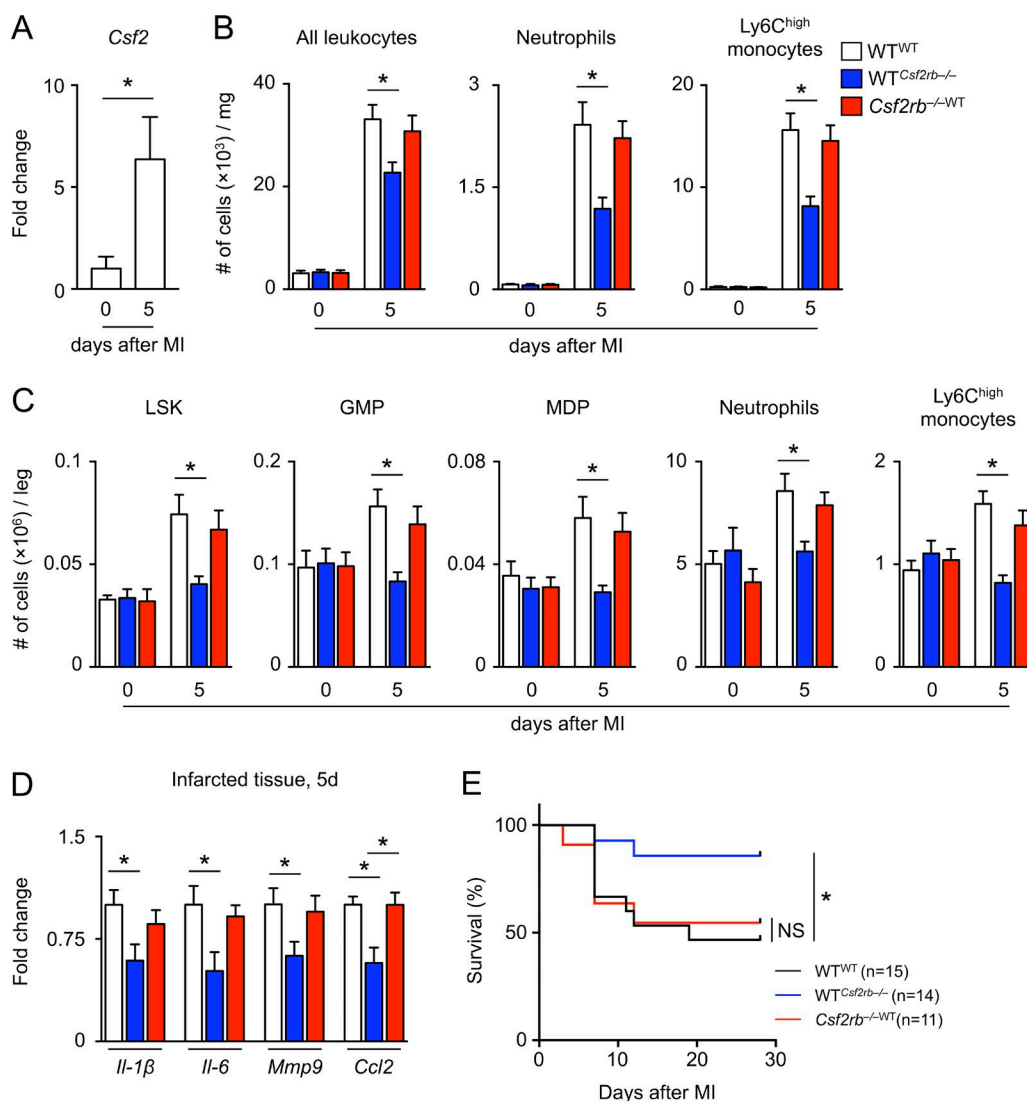 A
Csf2
*
10
5
0
Fold change
0 5
days after MI
B
All leukocytes
Neutrophils
Ly6Chigh
monocytes
WTWT
WTCsf2rb–/–
Csf2rb–/–WT
# of cells (×10³) / mg
40
20
0
*
0 5
3
1.5
0
*
0 5
20
10
0
*
0 5
days after MI
C
LSK
GMP
MDP
Neutrophils
Ly6Chigh
monocytes
# of cells (×10⁶) / leg
0.1
0.05
0
*
0 5
0.2
0.1
0
*
0 5
0.08
0.04
0
*
0 5
10
5
0
*
0 5
2
1
0
*
0 5
days after MI
D
Infarcted tissue, 5d
Fold change
1.5
0.75
0
* * * * *
Il-1β Il-6 Mmp9 Ccl2
E
Survival (%)
100
50
0
NS
*
WTWT (n=15)
WTCsf2rb–/– (n=14)
Csf2rb–/–WT(n=11)
0 10 20 30
Days after MI